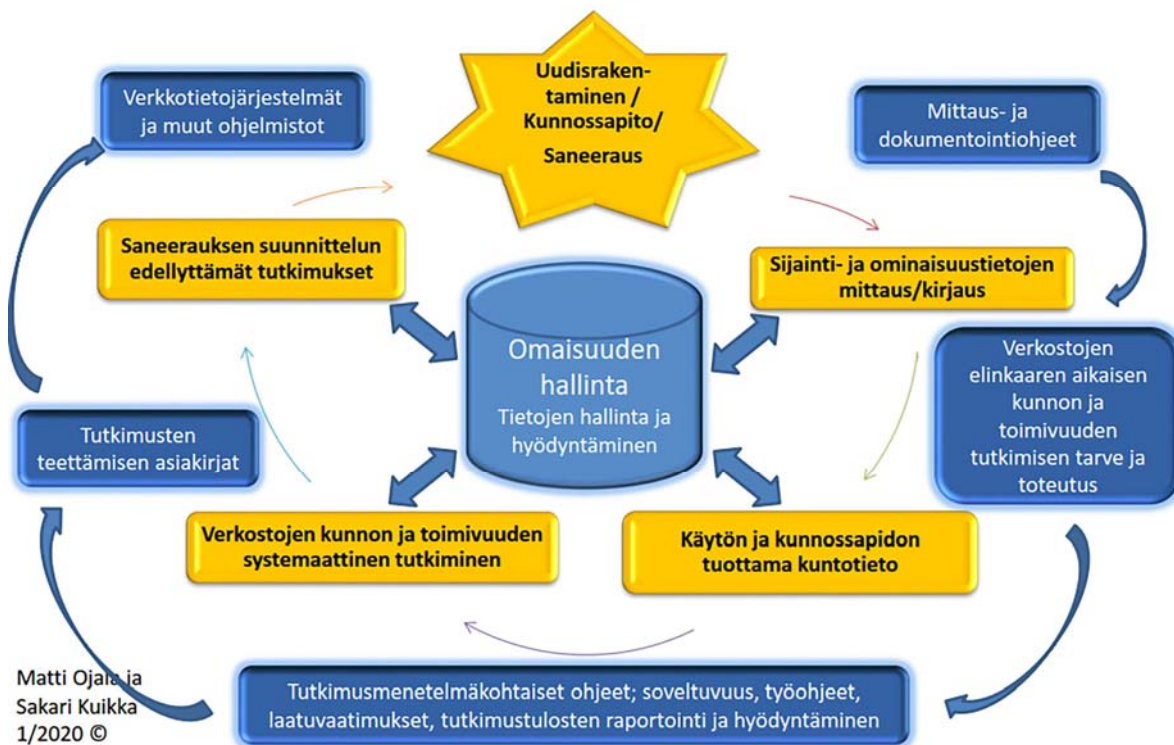 Uudisraken-
taminen /
Kunnossapito/
Saneeraus
Verkkotietojärjestelmät
ja muut ohjelmistot
Mittaus- ja
dokumentointiohjeet
Saneerauksen suunnittelun
edellyttämät tutkimukset
Sijainti- ja ominaisuustietojen
mittaus/kirjaus
Omaisuuden
hallinta
Tietojen hallinta ja
hyödyntäminen
Verkostojen
elinkaaren aikaisen
kunnon ja
toimivuuden
tutkimisen tarve ja
toteutus
Tutkimusten
teettämisen asiakirjat
Verkostojen kunnon ja toimivuuden
systemaattinen tutkiminen
Käytön ja kunnossapidon
tuottama kuntotieto
Tutkimusmenetelmäkohtaiset ohjeet; soveltuvuus, työohjeet,
laatuvaatimukset, tutkimustulosten raportointi ja hyödyntäminen
Matti Ojala ja
Sakari Kuikka
1/2020 ©